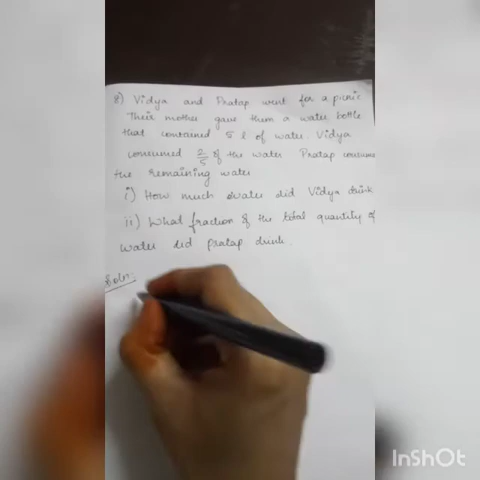 8) Vidya and Pratap went for a picnic
Their mother gave them a water bottle
that contained 5 l of water. Vidya
consumed 2/5 of the water Pratap consumed
the remaining water
i) How much water did Vidya drink
ii) What fraction of the total quantity of
water did pratap drink.
Soln:
InShOt